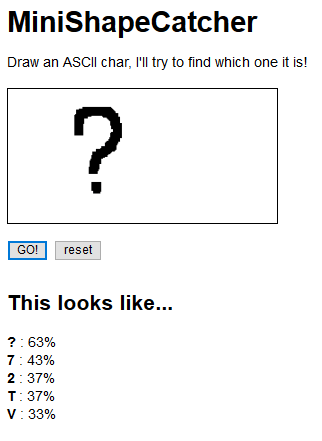 MiniShapeCatcher
Draw an ASCII char, I'll try to find which one it is!
?
GO! reset
This looks like...
? : 63%
7 : 43%
2 : 37%
T : 37%
V : 33%